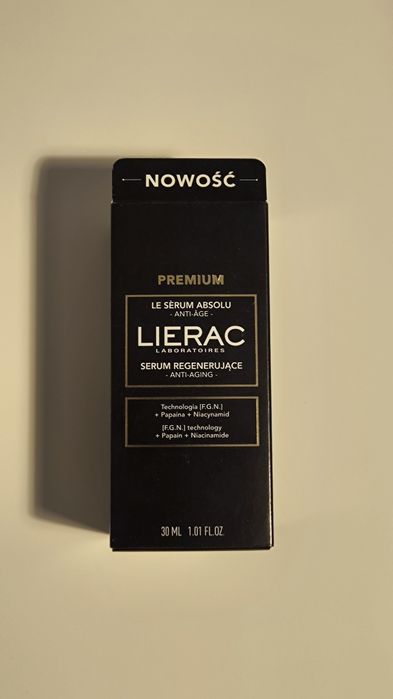 NOWOŚĆ
PREMIUM
LE SÈRUM ABSOLU
- ANTI-ÂGE -
LIERAC
LABORATOIRES
SERUM REGENERUJĄCE
- ANTI-AGING -
Technologia [F.G.N.]
+ Papaina + Niacynamid
[F.G.N.] technology
+ Papain + Niacinamide
30 ML 1.01 FL.OZ.